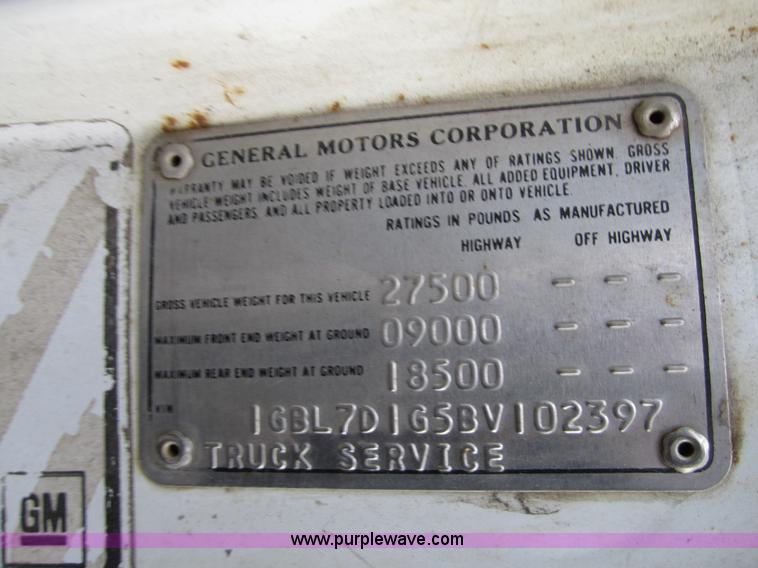 GENERAL MOTORS CORPORATION
WARRANTY MAY BE VOIDED IF WEIGHT EXCEEDS ANY OF RATINGS SHOWN. GROSS
VEHICLE WEIGHT INCLUDES WEIGHT OF BASE VEHICLE. ALL ADDED EQUIPMENT, DRIVER
AND PASSENGERS, AND ALL PROPERTY LOADED INTO OR ONTO VEHICLE.
RATINGS IN POUNDS AS MANUFACTURED
HIGHWAY OFF HIGHWAY
GROSS VEHICLE WEIGHT FOR THIS VEHICLE 27500 – – –
MAXIMUM FRONT END WEIGHT AT GROUND 09000 – – –
MAXIMUM REAR END WEIGHT AT GROUND 18500 – – –
VIN 1GBL7D1G5BV102397
TRUCK SERVICE
GM
www.purplewave.com